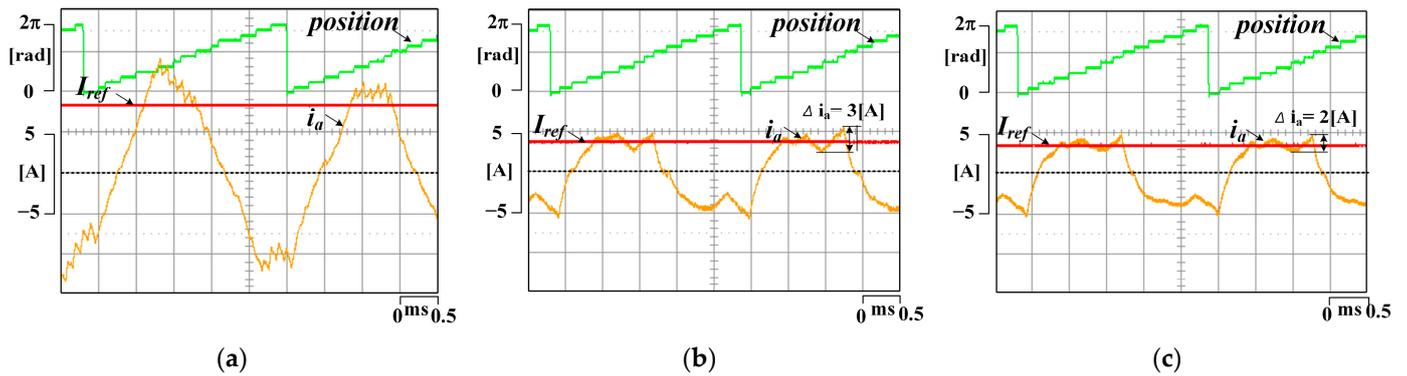 2π
position
[rad]
0
I_ref
i_a
5
[A]
−5
0 ms 0.5
(a)
2π
position
[rad]
0
△ i_a= 3[A]
5
I_ref
i_a
[A]
−5
0 ms 0.5
(b)
2π
position
[rad]
0
△ i_a= 2[A]
5
I_ref
i_a
[A]
−5
0 ms 0.5
(c)